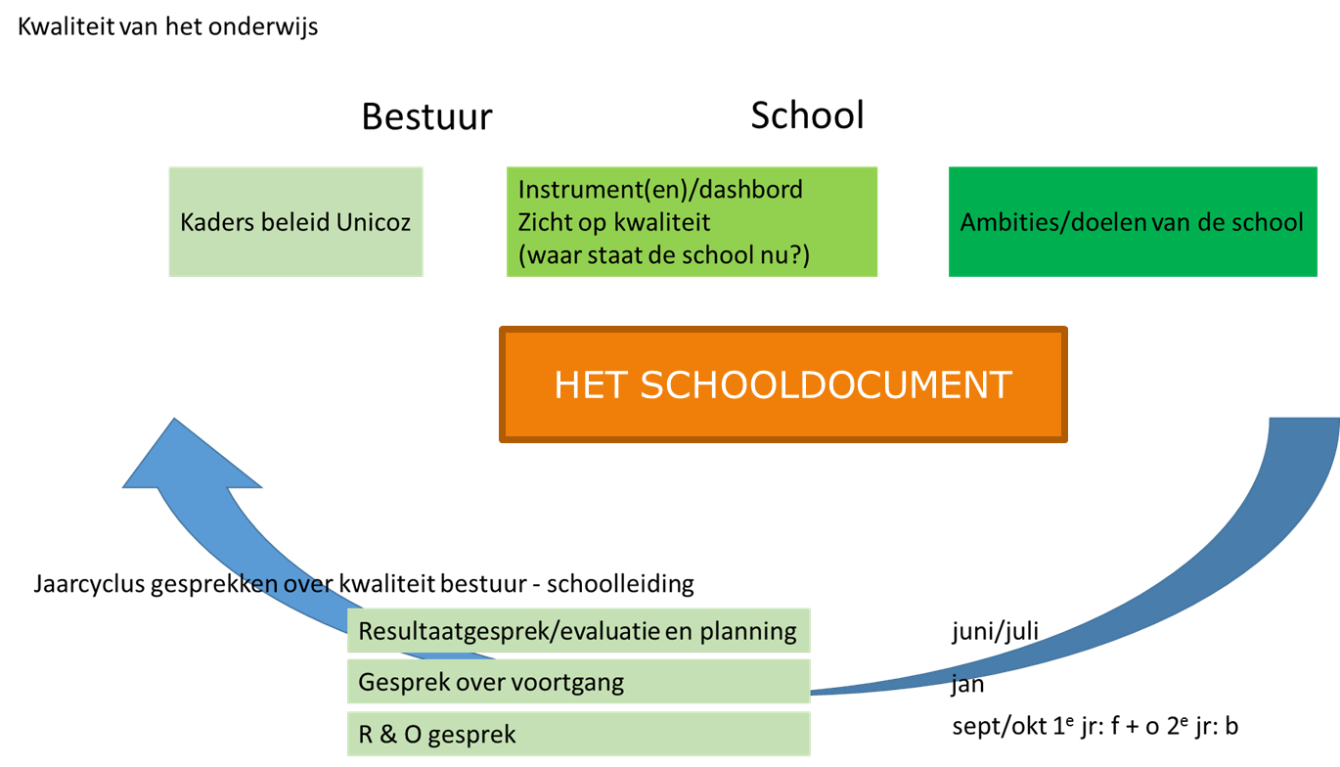 Kwaliteit van het onderwijs
Bestuur
School
Kaders beleid Unicoz
Instrument(en)/dashbord
Zicht op kwaliteit
(waar staat de school nu?)
Ambities/doelen van de school
HET SCHOOLDOCUMENT
Jaarcyclus gesprekken over kwaliteit bestuur - schoolleiding
Resultaatgesprek/evaluatie en planning
juni/juli
Gesprek over voortgang
jan
R & O gesprek
sept/okt 1ᵉ jr: f + o 2ᵉ jr: b